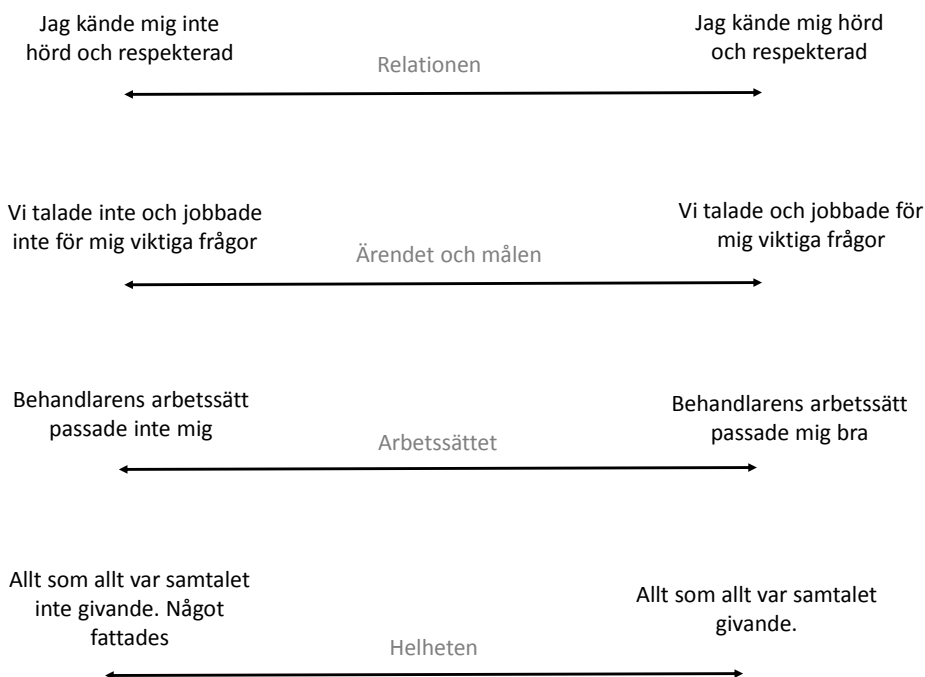 Jag kände mig inte
hörd och respekterad
Relationen
Jag kände mig hörd
och respekterad
Vi talade inte och jobbade
inte för mig viktiga frågor
Ärendet och målen
Vi talade och jobbade för
mig viktiga frågor
Behandlarens arbetssätt
passade inte mig
Arbetssättet
Behandlarens arbetssätt
passade mig bra
Allt som allt var samtalet
inte givande. Något
fattades
Helheten
Allt som allt var samtalet
givande.